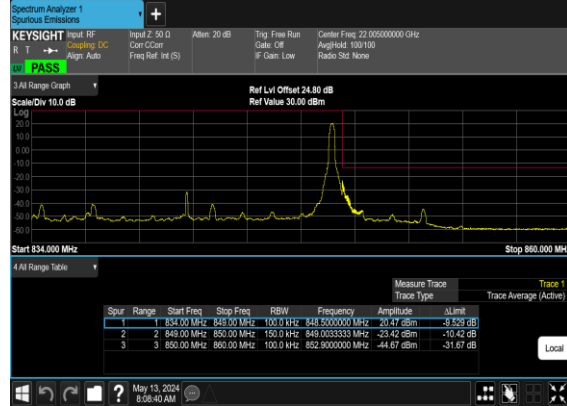 Spectrum Analyzer 1
Spurious Emissions
+
KEYSIGHT Input: RF Input Z: 50 Ω Atten: 20 dB Trig: Free Run Center Freq: 22.005000000 GHz
R T Coupling: DC Corr CCorr Gate: Off Avg|Hold: 100/100
Align: Auto Freq Ref: Int (S) IF Gain: Low Radio Std: None
PASS
3 All Range Graph
Ref Lvl Offset 24.80 dB
Scale/Div 10.0 dB Ref Value 30.00 dBm
Log
20.0
10.0
0.00
-10.0
-20.0
-30.0
-40.0
-50.0
-60.0
Start 834.000 MHz Stop 860.000 MH
4 All Range Table
Measure Trace Trace 1
Trace Type Trace Average (Active)
Spur Range Start Freq Stop Freq RBW Frequency Amplitude ΔLimit
1 1 834.00 MHz 849.00 MHz 100.0 kHz 848.5000000 MHz 20.47 dBm -9.529 dB
2 2 849.00 MHz 850.00 MHz 150.0 kHz 849.0033333 MHz -23.42 dBm -10.42 dB
3 3 850.00 MHz 860.00 MHz 100.0 kHz 852.9000000 MHz -44.67 dBm -31.67 dB
Local
? May 13, 2024
8:08:40 AM